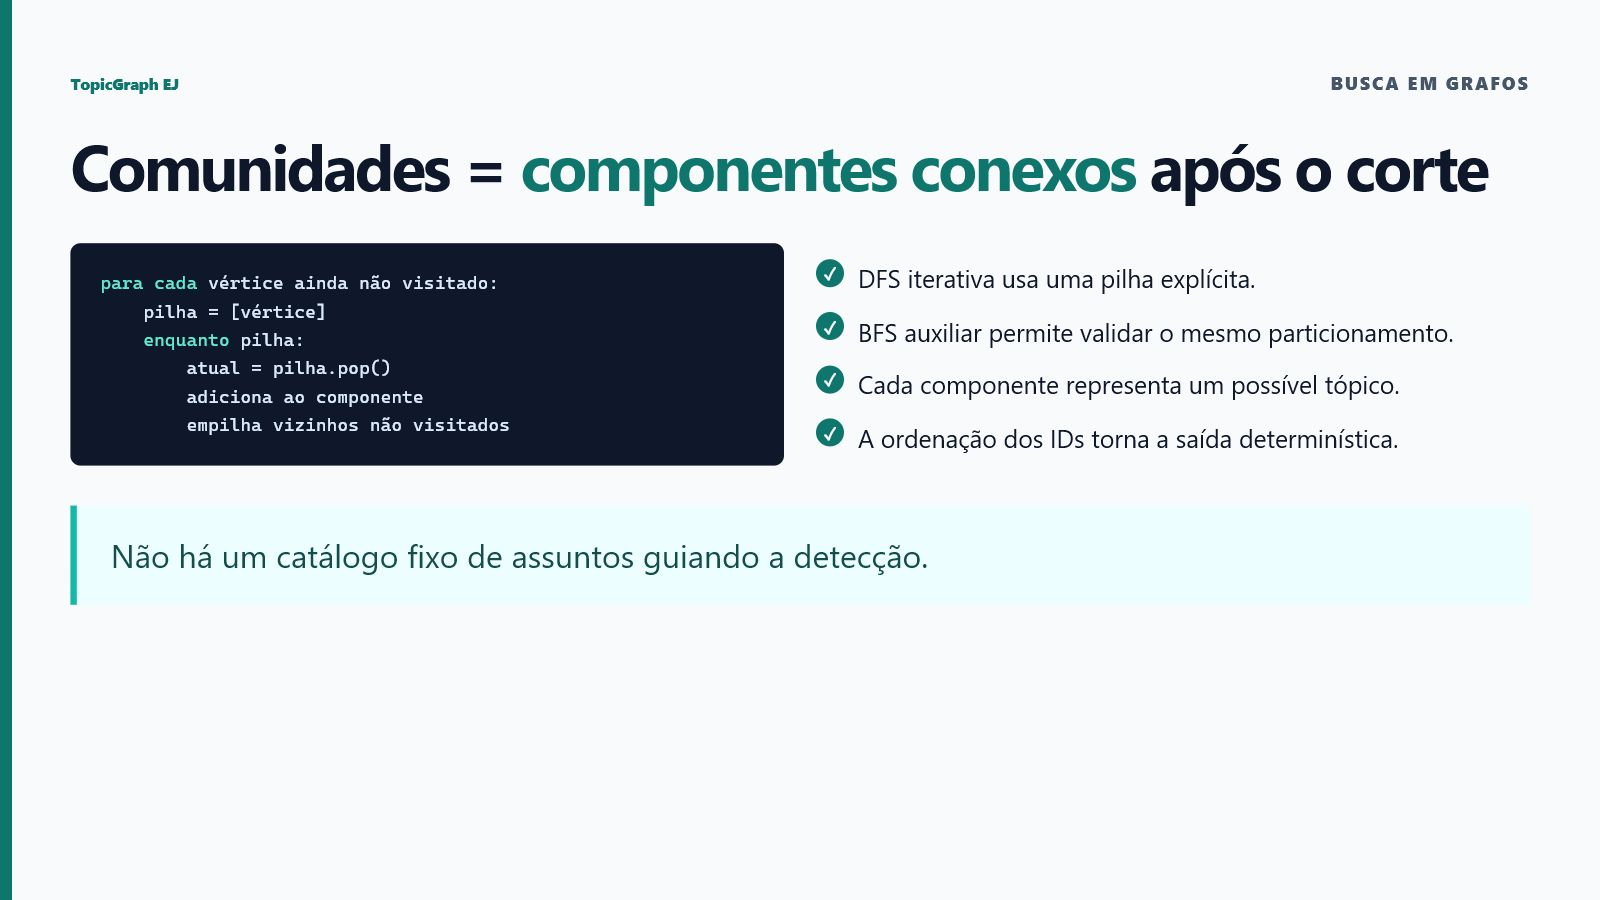 TopicGraph EJ
BUSCA EM GRAFOS
Comunidades = componentes conexos após o corte
para cada vértice ainda não visitado:
    pilha = [vértice]
    enquanto pilha:
        atual = pilha.pop()
        adiciona ao componente
        empilha vizinhos não visitados
DFS iterativa usa uma pilha explícita.
BFS auxiliar permite validar o mesmo particionamento.
Cada componente representa um possível tópico.
A ordenação dos IDs torna a saída determinística.
Não há um catálogo fixo de assuntos guiando a detecção.